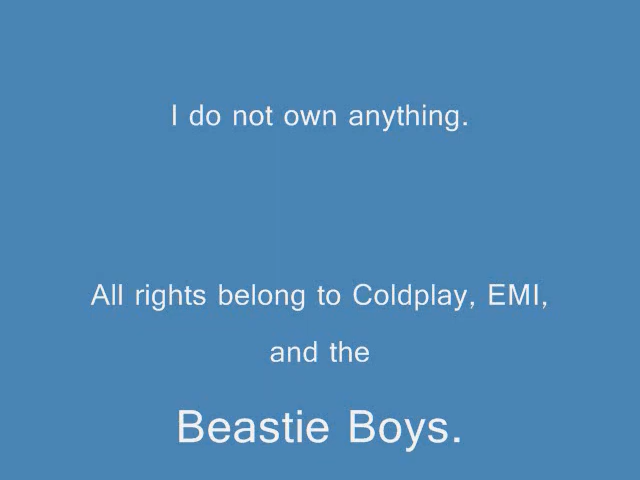 I do not own anything.
All rights belong to Coldplay, EMI,
and the
Beastie Boys.